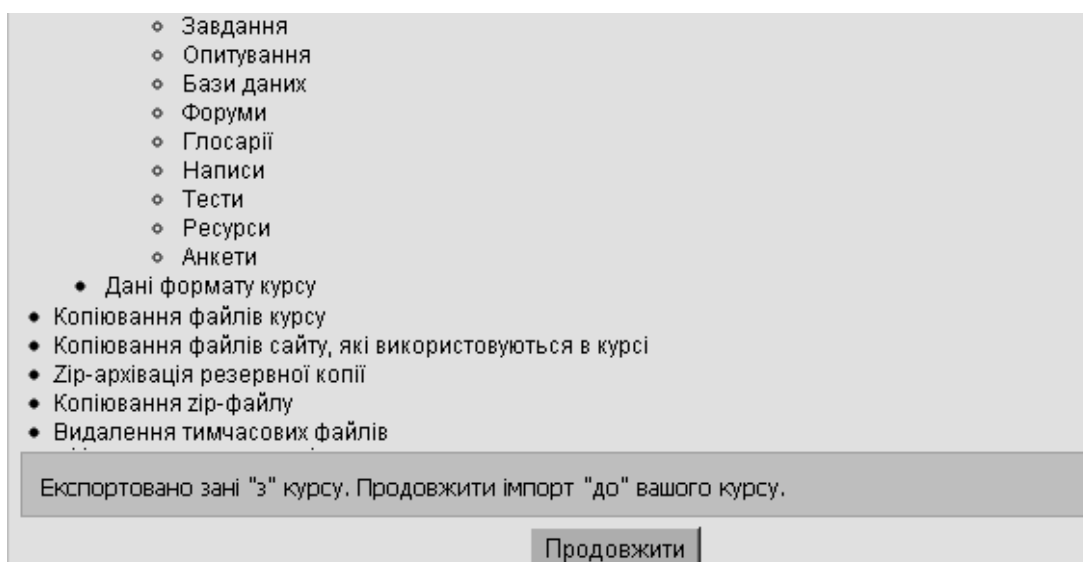 Завдання
Опитування
Бази даних
Форуми
Глосарії
Написи
Тести
Ресурси
Анкети
Дані формату курсу
Копіювання файлів курсу
Копіювання файлів сайту, які використовуються в курсі
Zip-архівація резервної копії
Копіювання zip-файлу
Видалення тимчасових файлів
Експортовано зані "з" курсу. Продовжити імпорт "до" вашого курсу.
Продовжити